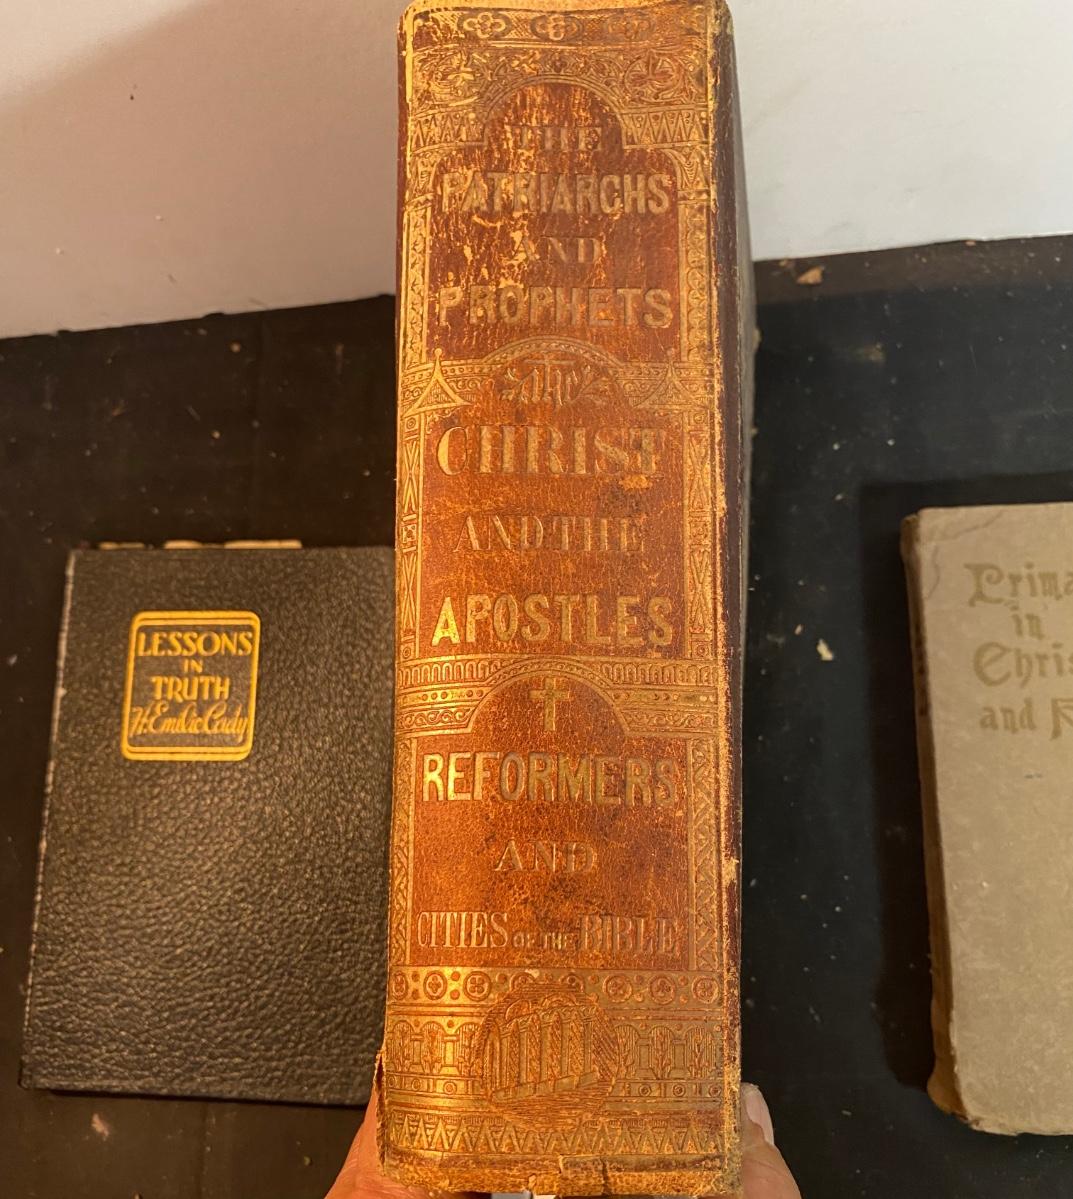 THE
PATRIARCHS
AND
PROPHETS
the
CHRIST
AND THE
APOSTLES
REFORMERS
AND
CITIES OF THE BIBLE
LESSONS
IN
TRUTH
H. Emilie Cady
Prima
in
Chris
and